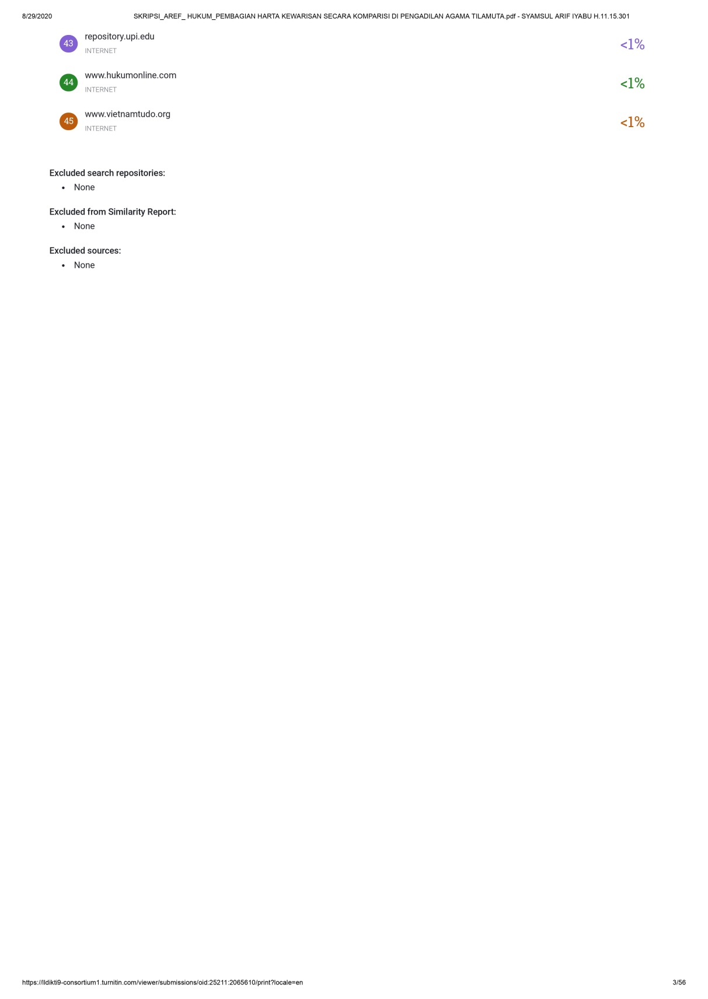 8/29/2020 SKRIPSI_AREF_ HUKUM_PEMBAGIAN HARTA KEWARISAN SECARA KOMPARISI DI PENGADILAN AGAMA TILAMUTA.pdf - SYAMSUL ARIF IYABU H.11.15.301
43 repository.upi.edu <1%
INTERNET
44 www.hukumonline.com <1%
INTERNET
45 www.vietnamtudo.org <1%
INTERNET
Excluded search repositories:
• None
Excluded from Similarity Report:
• None
Excluded sources:
• None
https://lldikti9-consortium1.turnitin.com/viewer/submissions/oid:25211:2065610/print?locale=en 3/56